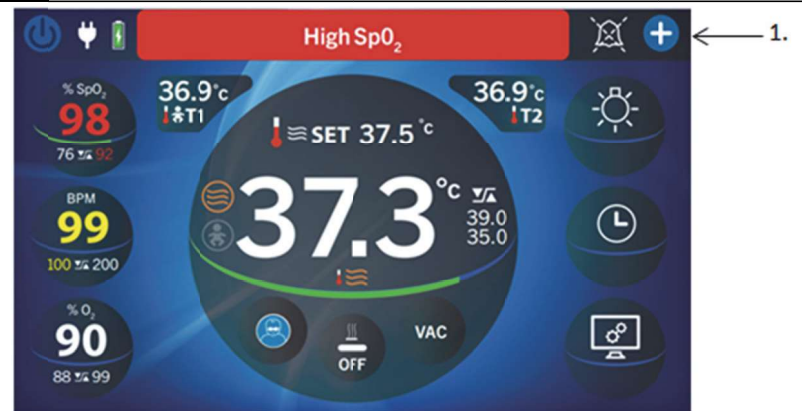 High Sp0₂
1.
% SpO₂
98
76 92
36.9°c
T1
36.9°c
T2
SET 37.5 °c
37.3 °C
39.0
35.0
BPM
99
100 200
% O₂
90
88 99
OFF
VAC